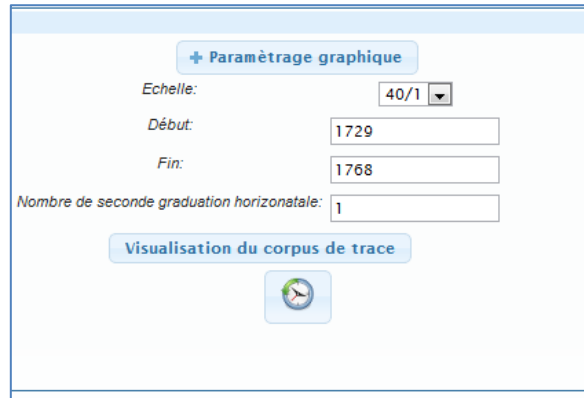 + Paramètrage graphique
Echelle: 40/1
Début: 1729
Fin: 1768
Nombre de seconde graduation horizonatale: 1
Visualisation du corpus de trace